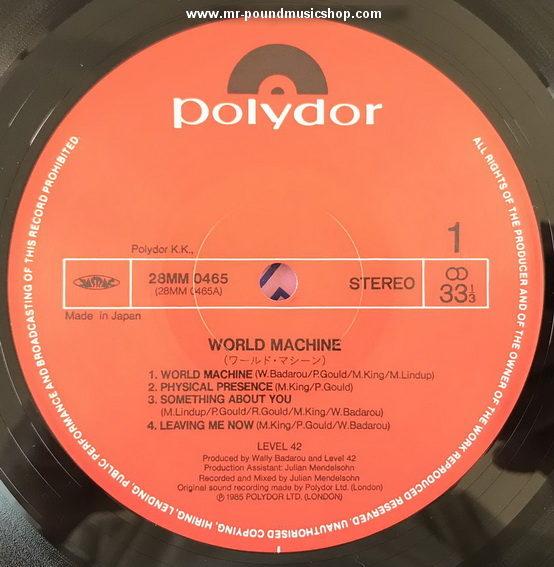 www.mr-poundmusicshop.com
polydor
ALL RIGHTS OF THE PRODUCER AND OF THE OWNER OF THE WORK REPRODUCED RESERVED. UNAUTHORISED COPYING, HIRING, LENDING, PUBLIC PERFORMANCE AND BROADCASTING OF THIS RECORD PROHIBITED.
1
Polydor K.K.,
JASRAC
28MM 0465
(28MM 0465A)
STEREO
33 1/3
Made in Japan
WORLD MACHINE
(ワールド・マシーン)
1. WORLD MACHINE (W.Badarou/P.Gould/M.King/M.Lindup)
2. PHYSICAL PRESENCE (M.King/P.Gould)
3. SOMETHING ABOUT YOU
(M.Lindup/P.Gould/R.Gould/M.King/W.Badarou)
4. LEAVING ME NOW (M.King/P.Gould/W.Badarou)
LEVEL 42
Produced by Wally Badarou and Level 42
Production Assistant: Julian Mendelsohn
Recorded and Mixed by Julian Mendelsohn
Original sound recording made by Polydor Ltd. (London)
℗ 1985 POLYDOR LTD. (LONDON)